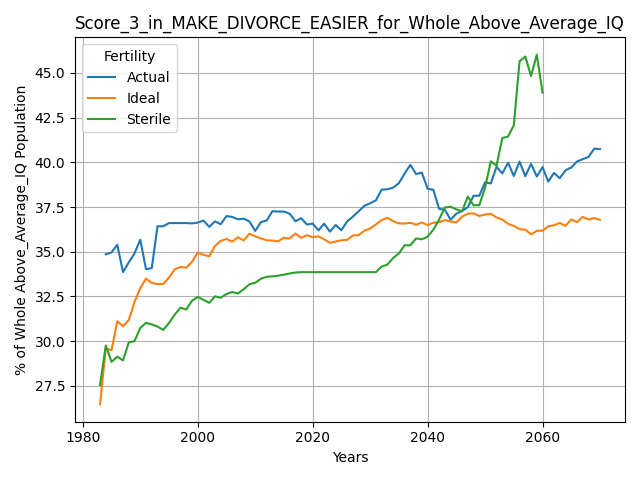 Score_3_in_MAKE_DIVORCE_EASIER_for_Whole_Above_Average_IQ
Fertility
Actual
Ideal
Sterile
% of Whole Above_Average_IQ Population
45.0
42.5
40.0
37.5
35.0
32.5
30.0
27.5
1980 2000 2020 2040 2060
Years